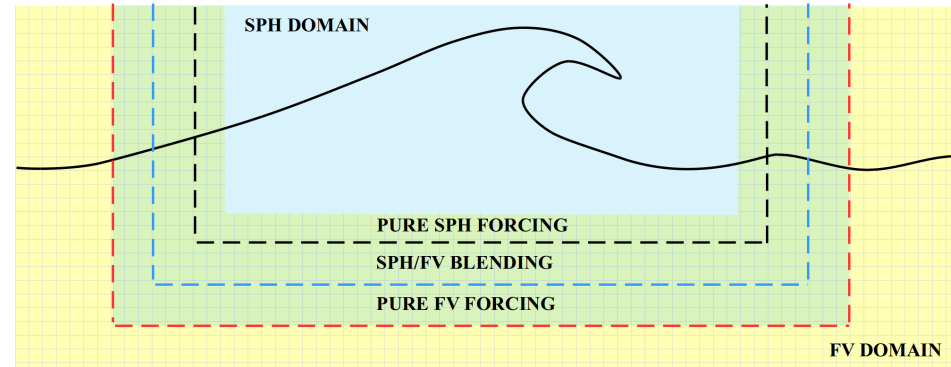 SPH DOMAIN
PURE SPH FORCING
SPH/FV BLENDING
PURE FV FORCING
FV DOMAIN